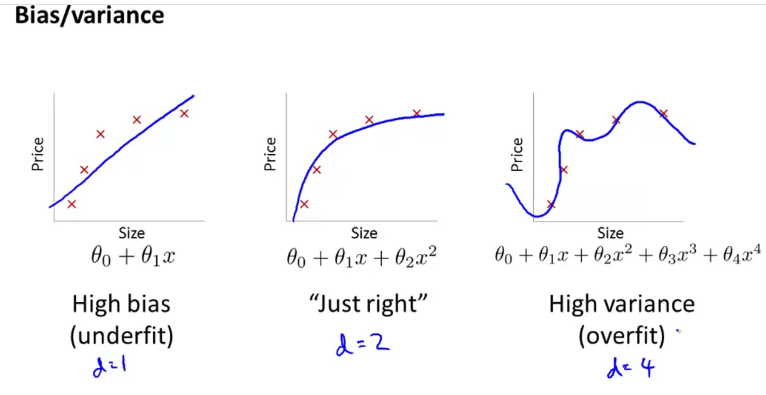 Bias/variance
Price
Size
θ₀ + θ₁x
High bias
(underfit)
d=1
Price
Size
θ₀ + θ₁x + θ₂x²
“Just right”
d=2
Price
Size
θ₀ + θ₁x + θ₂x² + θ₃x³ + θ₄x⁴
High variance
(overfit)
d=4